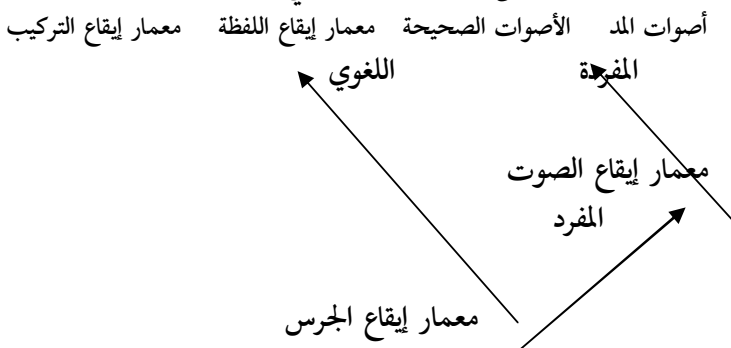 أصوات المد الأصوات الصحيحة معمار إيقاع اللفظة معمار إيقاع التركيب
المفردة اللغوي
معمار إيقاع الصوت
المفرد
معمار إيقاع الجرس